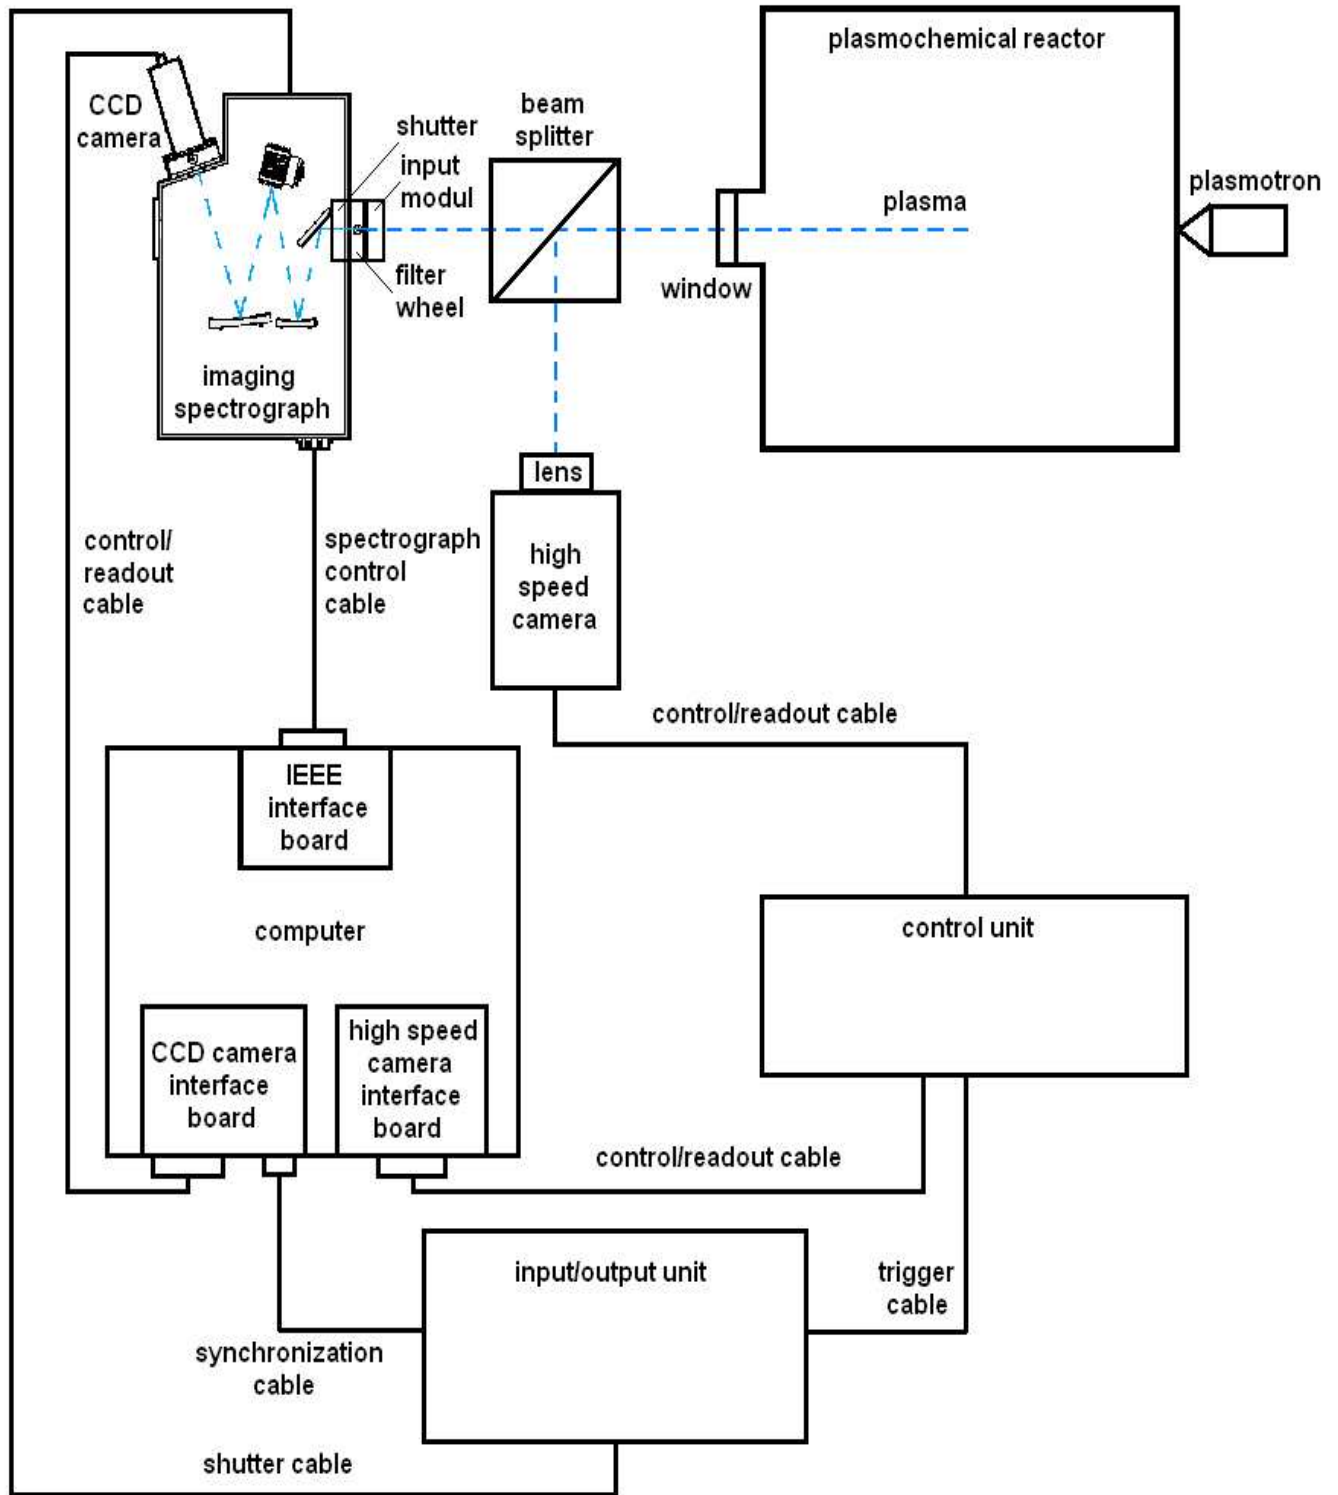 plasmochemical reactor
CCD
camera
beam
splitter
shutter
input
modul
plasmotron
plasma
filter
wheel
window
imaging
spectrograph
lens
control/
readout
cable
spectrograph
control
cable
high
speed
camera
control/readout cable
IEEE
interface
board
computer
control unit
CCD camera
interface
board
high speed
camera
interface
board
control/readout cable
input/output unit
trigger
cable
synchronization
cable
shutter cable